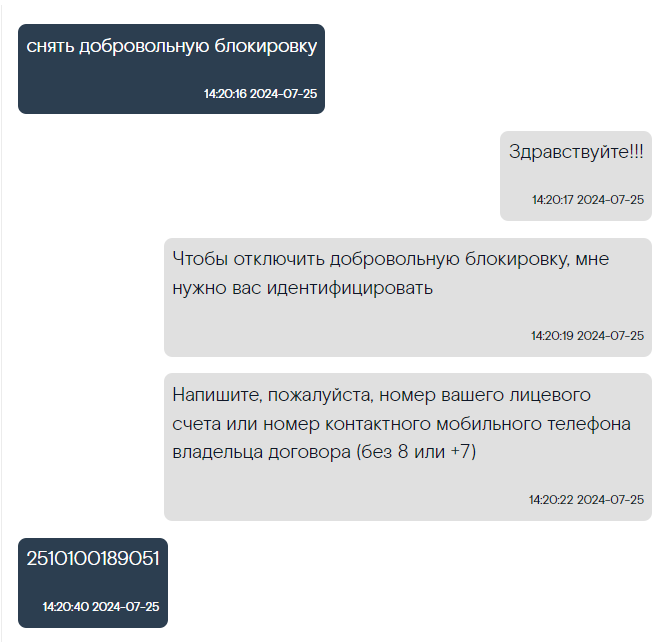 снять добровольную блокировку
14:20:16 2024-07-25
Здравствуйте!!!
14:20:17 2024-07-25
Чтобы отключить добровольную блокировку, мне
нужно вас идентифицировать
14:20:19 2024-07-25
Напишите, пожалуйста, номер вашего лицевого
счета или номер контактного мобильного телефона
владельца договора (без 8 или +7)
14:20:22 2024-07-25
2510100189051
14:20:40 2024-07-25